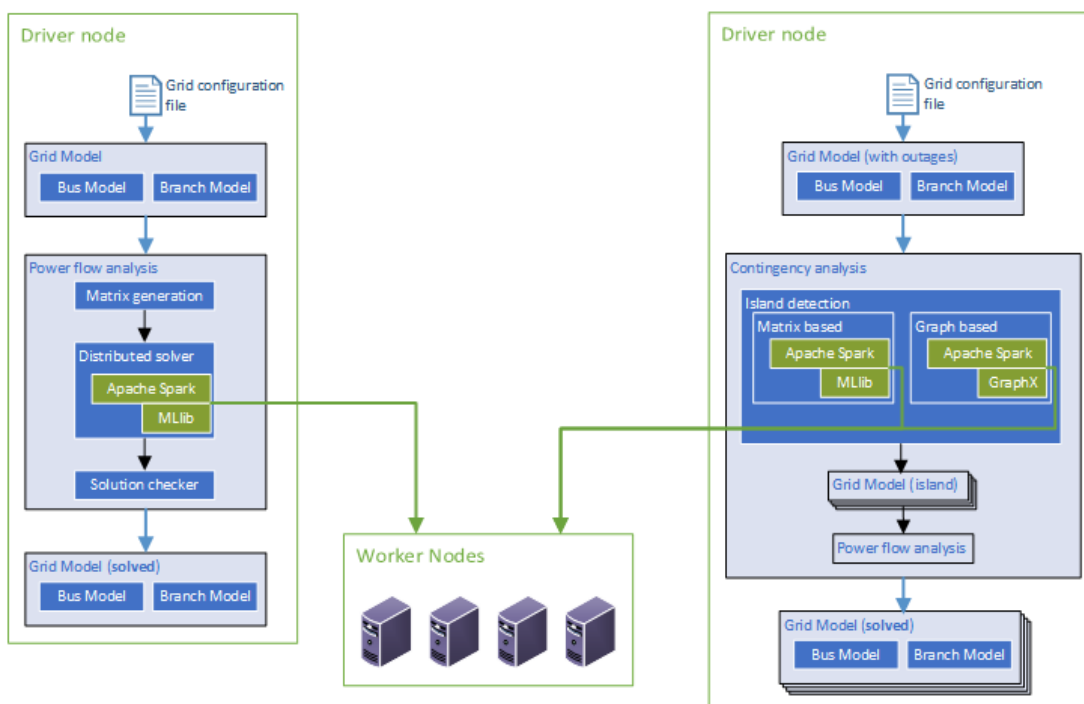 Driver node
Grid configuration
file
Grid Model
Bus Model
Branch Model
Power flow analysis
Matrix generation
Distributed solver
Apache Spark
MLlib
Solution checker
Grid Model (solved)
Bus Model
Branch Model
Worker Nodes
Driver node
Grid configuration
file
Grid Model (with outages)
Bus Model
Branch Model
Contingency analysis
Island detection
Matrix based
Apache Spark
MLlib
Graph based
Apache Spark
GraphX
Grid Model (island)
Power flow analysis
Grid Model (solved)
Bus Model
Branch Model